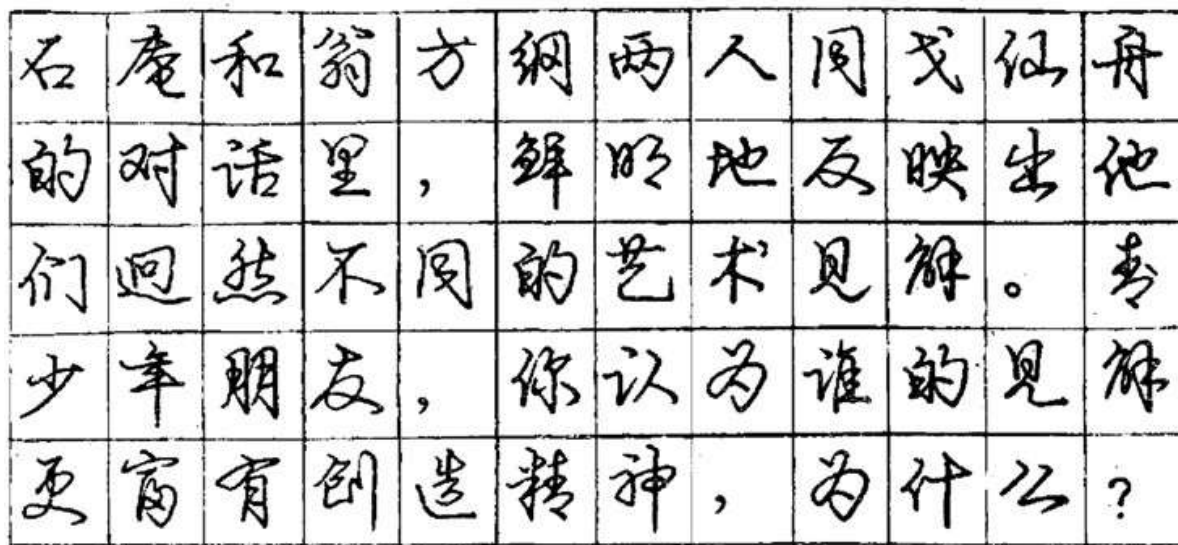 石庵和翁方纲两人同戈仙舟
的对话里，鲜明地反映出他
们迥然不同的艺术见解。青
少年朋友，你认为谁的见解
更富有创造精神，为什么？